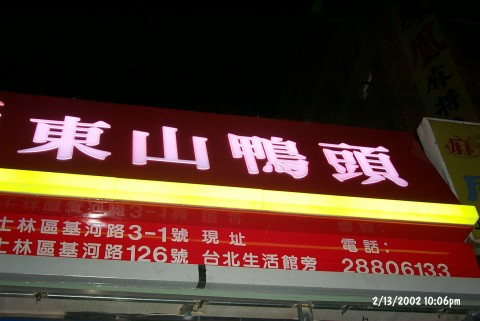 東山鴨頭
士林區基河路3-1號 現址 電話：
士林區基河路126號 台北生活館旁 28806133
麻
2/13/2002 10:06pm